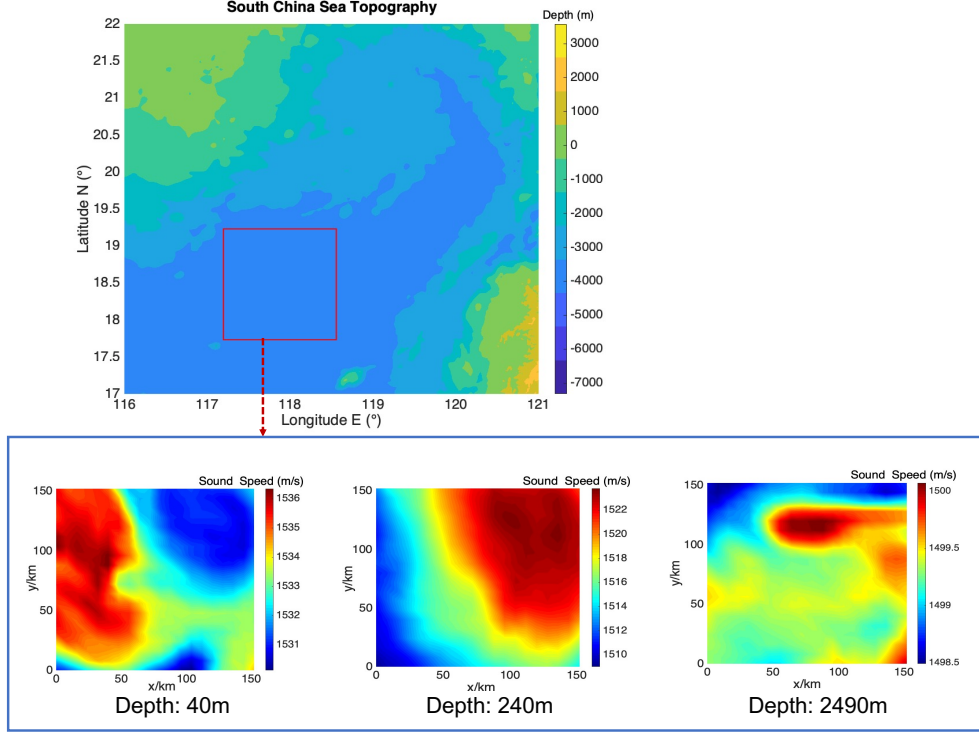 South China Sea Topography
Depth (m)
22
21.5
21
20.5
20
19.5
19
18.5
18
17.5
17
Latitude N (°)
116 117 118 119 120 121
Longitude E (°)
3000
2000
1000
0
-1000
-2000
-3000
-4000
-5000
-6000
-7000
Sound Speed (m/s)
150
100
50
0
y/km
0 50 100 150
x/km
1536
1535
1534
1533
1532
1531
Depth: 40m
Sound Speed (m/s)
150
100
50
0
y/km
0 50 100 150
x/km
1522
1520
1518
1516
1514
1512
1510
Depth: 240m
Sound Speed (m/s)
150
100
50
0
y/km
0 50 100 150
x/km
1500
1499.5
1499
1498.5
Depth: 2490m